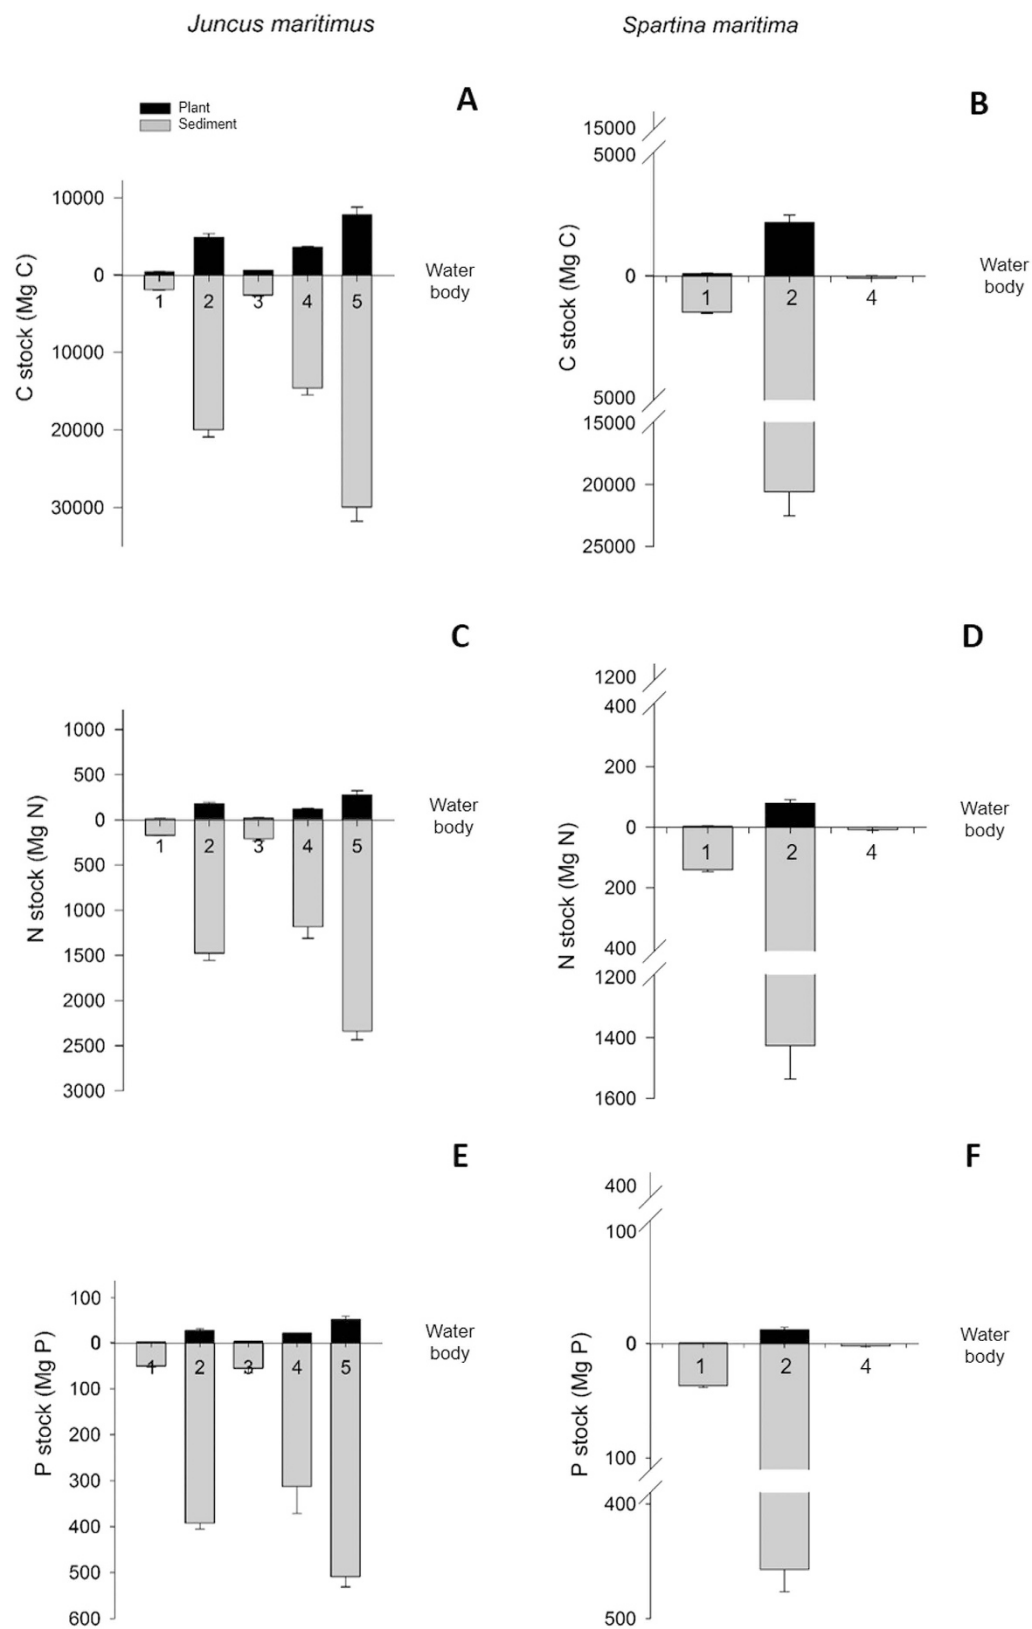 Juncus maritimus
Spartina maritima
A
Plant
Sediment
10000
0
10000
20000
30000
C stock (Mg C)
1
2
3
4
5
Water
body
B
15000
5000
0
5000
15000
20000
25000
C stock (Mg C)
1
2
4
Water
body
C
1000
500
0
500
1000
1500
2000
2500
3000
N stock (Mg N)
1
2
3
4
5
Water
body
D
1200
400
200
0
200
400
1200
1400
1600
N stock (Mg N)
1
2
4
Water
body
E
100
0
100
200
300
400
500
600
P stock (Mg P)
1
2
3
4
5
Water
body
F
400
100
0
100
400
500
P stock (Mg P)
1
2
4
Water
body